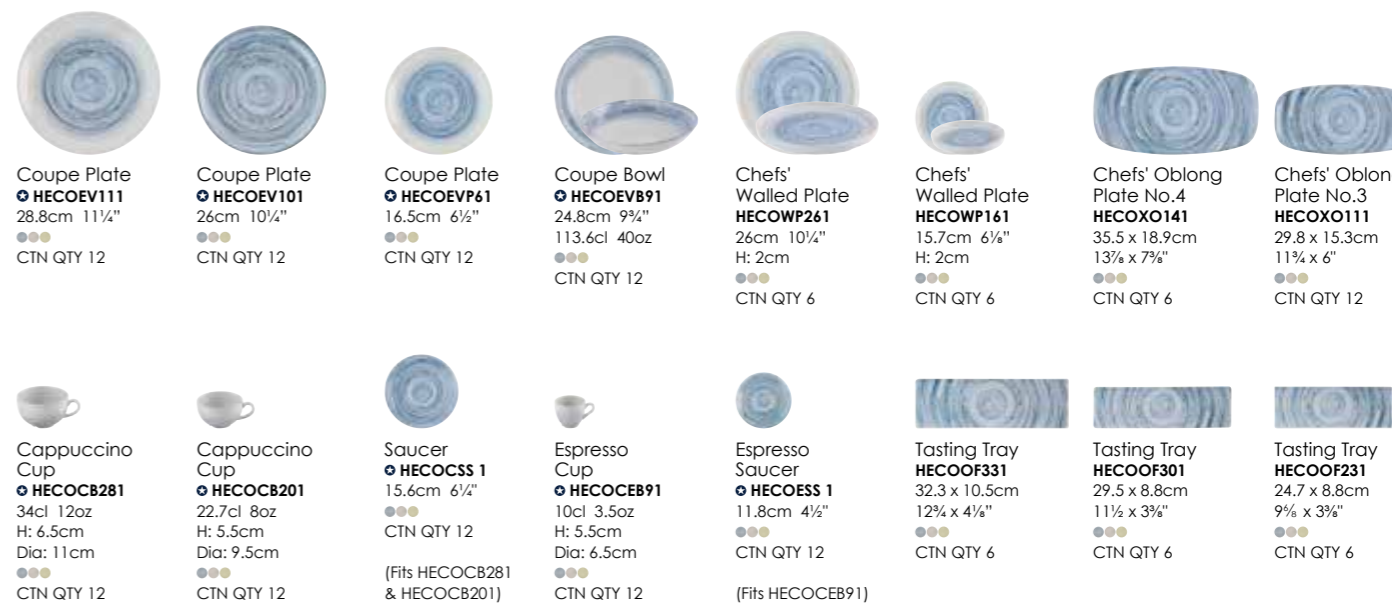 Coupe Plate
HECOEV111
28.8cm 11¼”
CTN QTY 12
Coupe Plate
HECOEV101
26cm 10¼”
CTN QTY 12
Coupe Plate
HECOEVP61
16.5cm 6½”
CTN QTY 12
Coupe Bowl
HECOEVB91
24.8cm 9¾”
113.6cl 40oz
CTN QTY 12
Chefs'
Walled Plate
HECOWP261
26cm 10¼”
H: 2cm
CTN QTY 6
Chefs'
Walled Plate
HECOWP161
15.7cm 6⅛”
H: 2cm
CTN QTY 6
Chefs' Oblong
Plate No.4
HECOXO141
35.5 x 18.9cm
13⅞ x 7⅜"
CTN QTY 6
Chefs' Oblon
Plate No.3
HECOXO111
29.8 x 15.3cm
11¾ x 6"
CTN QTY 12
Cappuccino
Cup
HECOCB281
34cl 12oz
H: 6.5cm
Dia: 11cm
CTN QTY 12
Cappuccino
Cup
HECOCB201
22.7cl 8oz
H: 5.5cm
Dia: 9.5cm
CTN QTY 12
Saucer
HECOCSS 1
15.6cm 6¼"
CTN QTY 12
(Fits HECOCB281
& HECOCB201)
Espresso
Cup
HECOCEB91
10cl 3.5oz
H: 5.5cm
Dia: 6.5cm
CTN QTY 12
Espresso
Saucer
HECOESS 1
11.8cm 4½”
CTN QTY 12
(Fits HECOCEB91)
Tasting Tray
HECOOF331
32.3 x 10.5cm
12¾ x 4⅛”
CTN QTY 6
Tasting Tray
HECOOF301
29.5 x 8.8cm
11½ x 3⅜"
CTN QTY 6
Tasting Tray
HECOOF231
24.7 x 8.8cm
x 3⅜"
CTN QTY 6